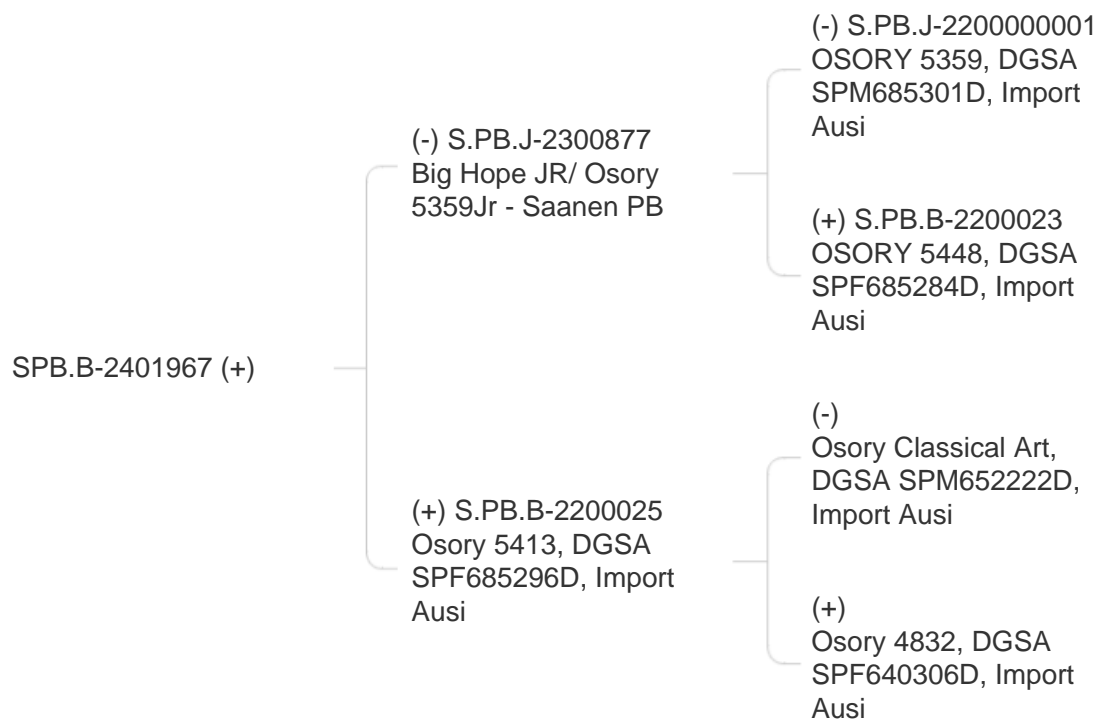 (-) S.PB.J-2200000001
OSORY 5359, DGSA
SPM685301D, Import
Ausi
(-) S.PB.J-2300877
Big Hope JR/ Osory
5359Jr - Saanen PB
(+) S.PB.B-2200023
OSORY 5448, DGSA
SPF685284D, Import
Ausi
SPB.B-2401967 (+)
(-)
Osory Classical Art,
DGSA SPM652222D,
Import Ausi
(+) S.PB.B-2200025
Osory 5413, DGSA
SPF685296D, Import
Ausi
(+)
Osory 4832, DGSA
SPF640306D, Import
Ausi